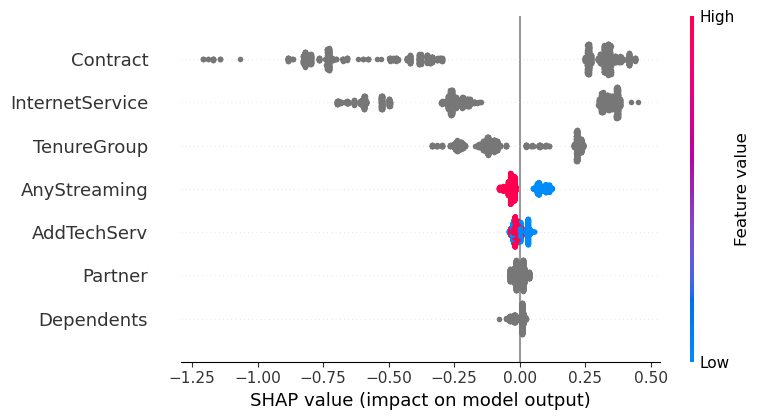 High
Contract
InternetService
TenureGroup
AnyStreaming
AddTechServ
Partner
Dependents
Feature value
Low
−1.25 −1.00 −0.75 −0.50 −0.25 0.00 0.25 0.50
SHAP value (impact on model output)